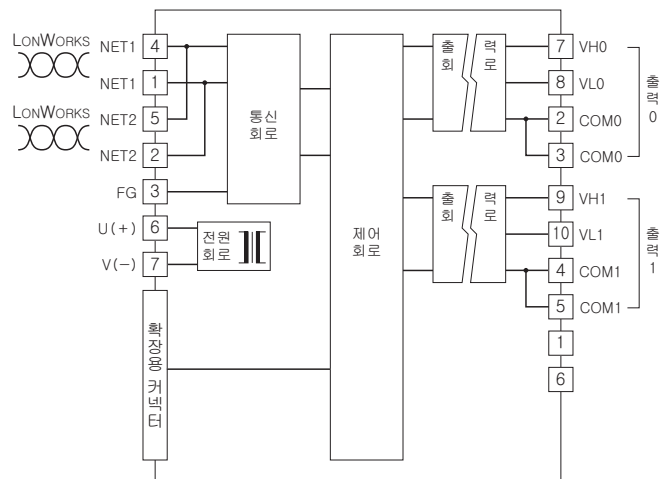 LONWORKS
NET1 4
NET1 1
LONWORKS
NET2 5
NET2 2
FG 3
U(+) 6
V(−) 7
통신
회로
전원
회로
확장용 커넥터
제어
회로
출력
회로
7 VH0
8 VL0
2 COM0
3 COM0
출력
0
출력
회로
9 VH1
10 VL1
4 COM1
5 COM1
출력
1
1
6